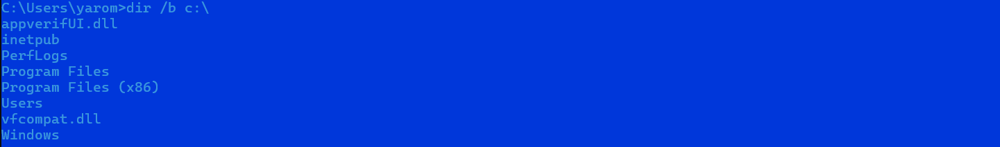 C:\Users\yarom>dir /b c:\
appverifUI.dll
inetpub
PerfLogs
Program Files
Program Files (x86)
Users
vfcompat.dll
Windows